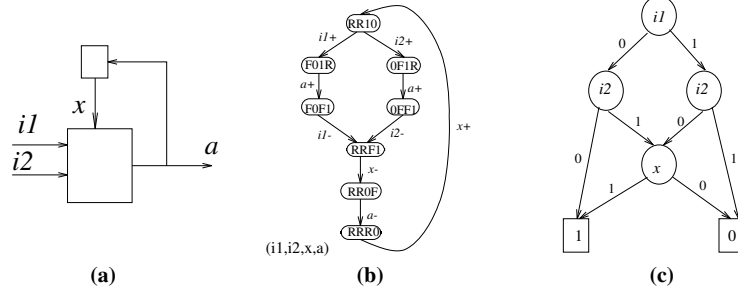 x
i1
i2
a
(a)
RR10
i1+ i2+
F01R 0F1R
a+ a+
F0F1 0FF1
i1- i2-
RRF1
x+
x-
RR0F
a-
RRR0
(i1,i2,x,a)
(b)
i1
0 1
i2 i2
1 0
0 x 1
1 0
1 0
(c)